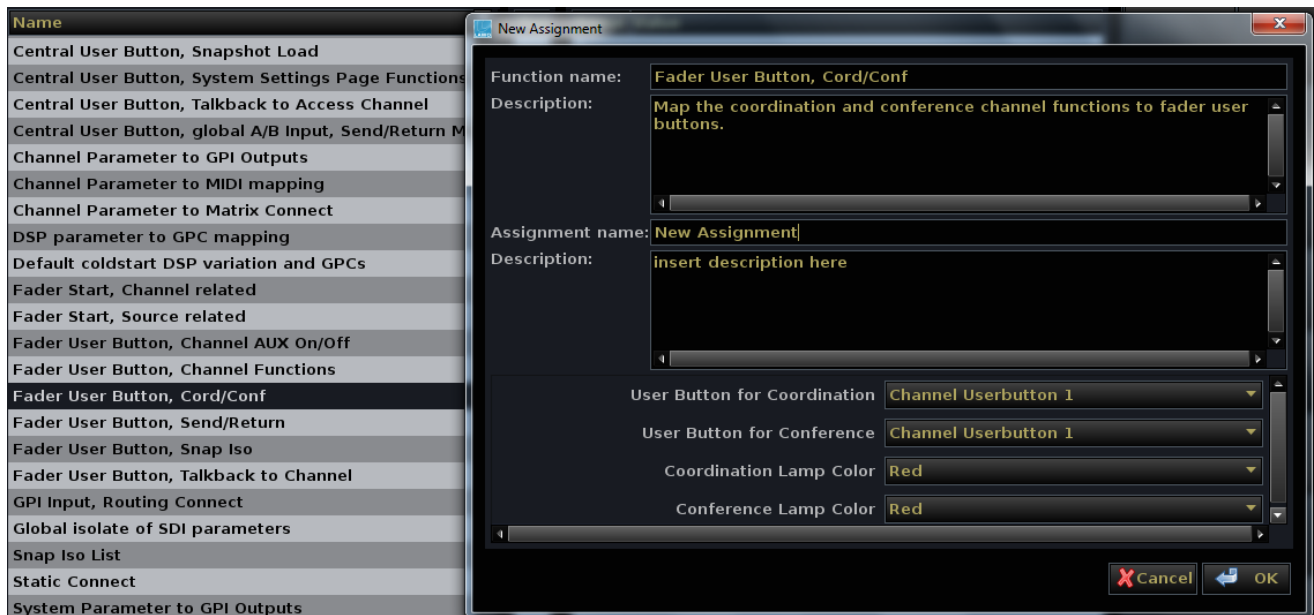 Name
Central User Button, Snapshot Load
Central User Button, System Settings Page Functions
Central User Button, Talkback to Access Channel
Central User Button, global A/B Input, Send/Return M
Channel Parameter to GPI Outputs
Channel Parameter to MIDI mapping
Channel Parameter to Matrix Connect
DSP parameter to GPC mapping
Default coldstart DSP variation and GPCs
Fader Start, Channel related
Fader Start, Source related
Fader User Button, Channel AUX On/Off
Fader User Button, Channel Functions
Fader User Button, Cord/Conf
Fader User Button, Send/Return
Fader User Button, Snap Iso
Fader User Button, Talkback to Channel
GPI Input, Routing Connect
Global isolate of SDI parameters
Snap Iso List
Static Connect
System Parameter to GPI Outputs
New Assignment
Function name: Fader User Button, Cord/Conf
Description: Map the coordination and conference channel functions to fader user
buttons.
Assignment name: New Assignment
Description: insert description here
User Button for Coordination Channel Userbutton 1
User Button for Conference Channel Userbutton 1
Coordination Lamp Color Red
Conference Lamp Color Red
Cancel OK